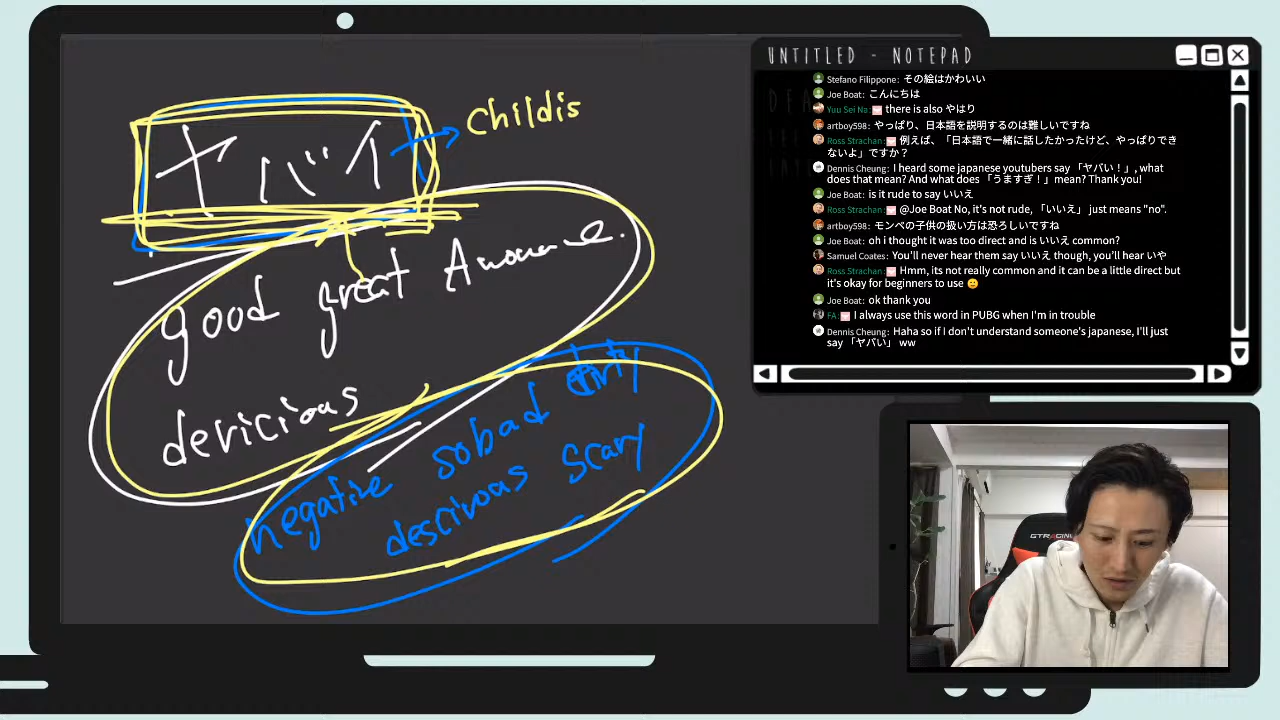 ヤバイ
Childis
good great Awasome.
dericious
negative so bad dirty
descirous scary
UNTITLED - NOTEPAD
Stefano Filippone: その絵はかわいい
Joe Boat: こんにちは
Yuu Sei Na: there is also やはり
artboy598: やっぱり、日本語を説明するのは難しいですね
Ross Strachan: 例えば、「日本語で一緒に話したかったけど、やっぱりでき
ないよ」ですか？
Dennis Cheung: I heard some japanese youtubers say 「ヤバい！」, what
does that mean? And what does 「うますぎ！」 mean? Thank you!
Joe Boat: is it rude to say いいえ
Ross Strachan: @Joe Boat No, it's not rude, 「いいえ」 just means "no".
artboy598: モンペの子供の扱い方は恐ろしいですね
Joe Boat: oh i thought it was too direct and is いいえ common?
Samuel Coates: You'll never hear them say いいえ though, you'll hear いや
Ross Strachan: Hmm, its not really common and it can be a little direct but
it's okay for beginners to use 🙂
Joe Boat: ok thank you
FA: I always use this word in PUBG when I'm in trouble
Dennis Cheung: Haha so if I don't understand someone's japanese, I'll just
say 「ヤバい」 ww
GTRACING